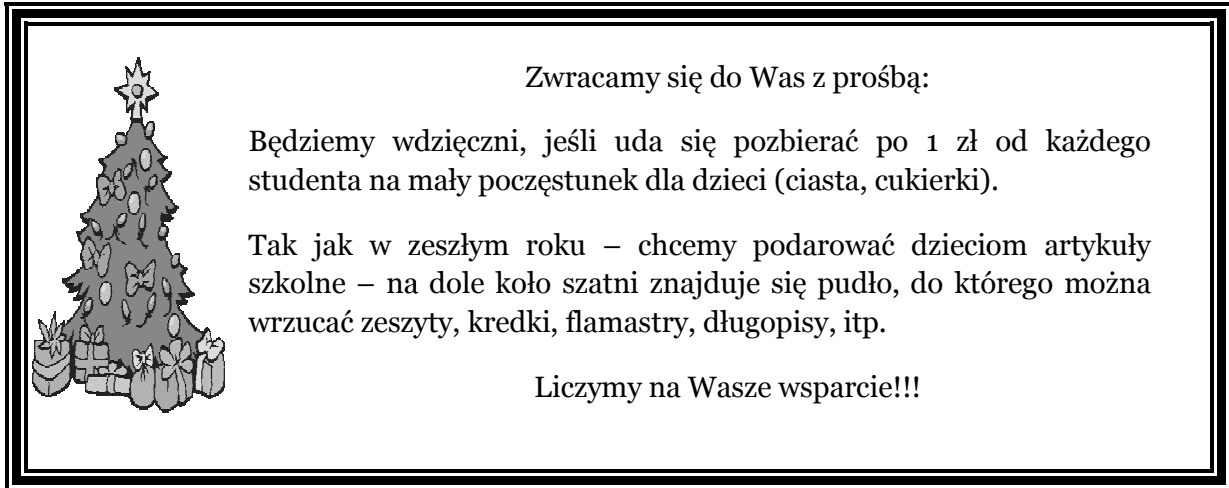 Zwracamy się do Was z prośbą:
Będziemy wdzięczni, jeśli uda się pozbierać po 1 zł od każdego
studenta na mały poczęstunek dla dzieci (ciasta, cukierki).
Tak jak w zeszłym roku – chcemy podarować dzieciom artykuły
szkolne – na dole koło szatni znajduje się pudło, do którego można
wrzucać zeszyty, kredki, flamastry, długopisy, itp.
Liczymy na Wasze wsparcie!!!